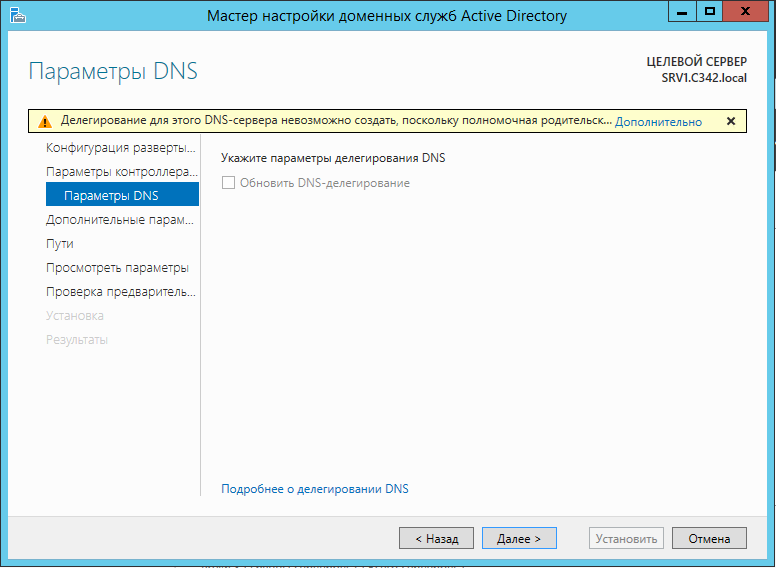 Мастер настройки доменных служб Active Directory
Параметры DNS
ЦЕЛЕВОЙ СЕРВЕР
SRV1.C342.local
Делегирование для этого DNS-сервера невозможно создать, поскольку полномочная родительск... Дополнительно
Конфигурация разверты...
Параметры контроллера...
Параметры DNS
Дополнительные парам...
Пути
Просмотреть параметры
Проверка предваритель...
Установка
Результаты
Укажите параметры делегирования DNS
Обновить DNS-делегирование
Подробнее о делегировании DNS
< Назад
Далее >
Установить
Отмена